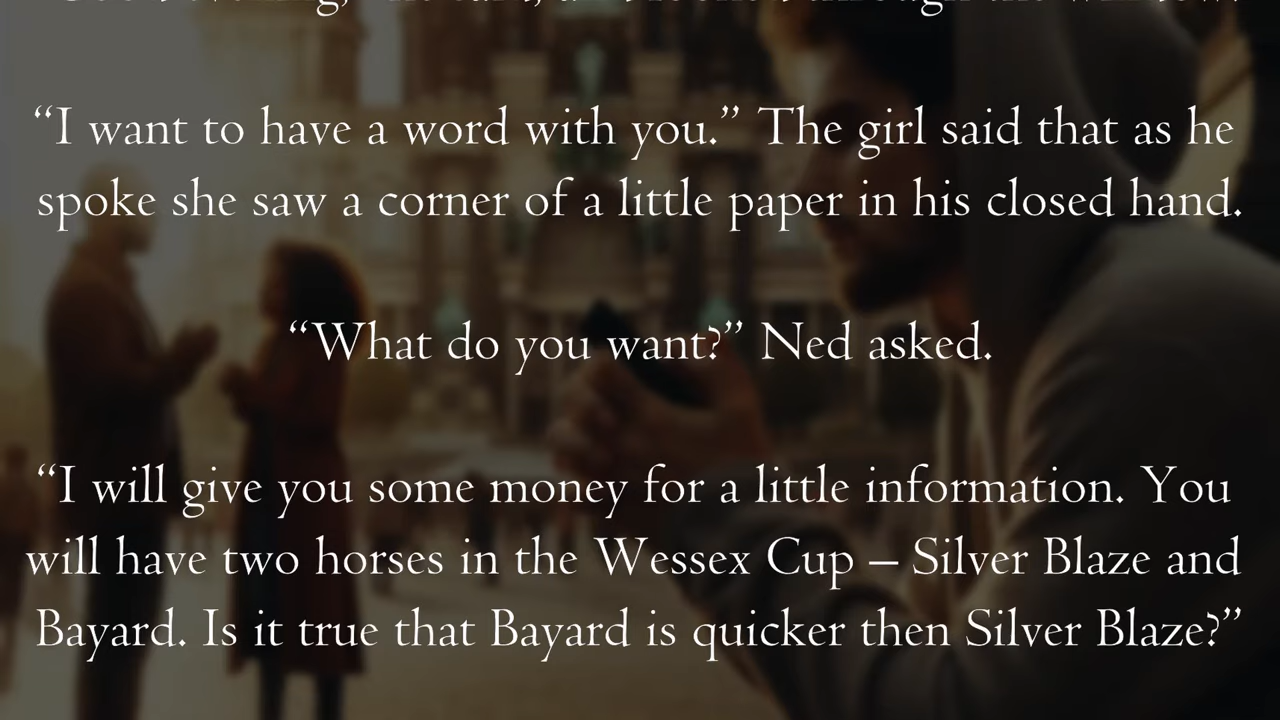 “I want to have a word with you.” The girl said that as he
spoke she saw a corner of a little paper in his closed hand.
“What do you want?” Ned asked.
“I will give you some money for a little information. You
will have two horses in the Wessex Cup – Silver Blaze and
Bayard. Is it true that Bayard is quicker then Silver Blaze?”